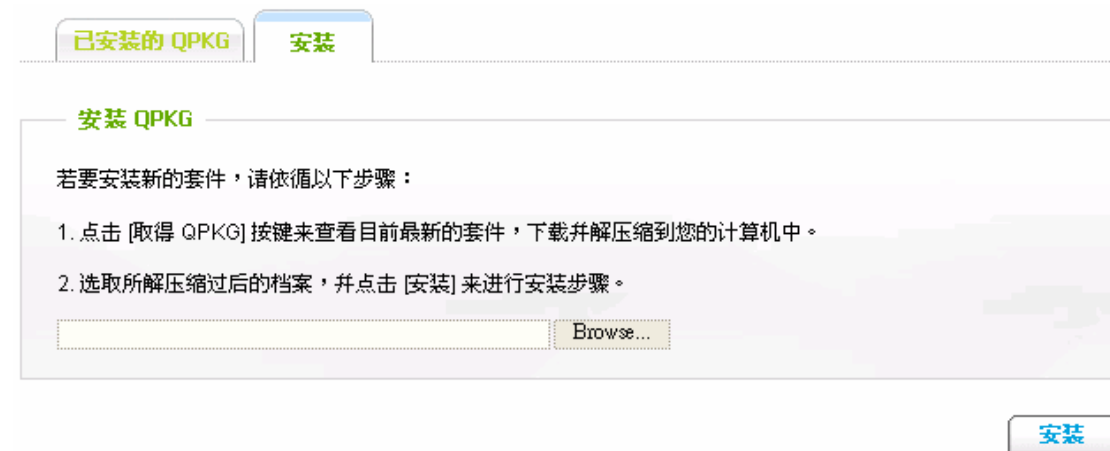 已安装的 QPKG
安装
安装 QPKG
若要安装新的套件，请依循以下步骤：
1. 点击 [取得 QPKG] 按键来查看目前最新的套件，下载并解压缩到您的计算机中。
2. 选取所解压缩过后的档案，并点击 [安装] 来进行安装步骤。
Browse...
安装